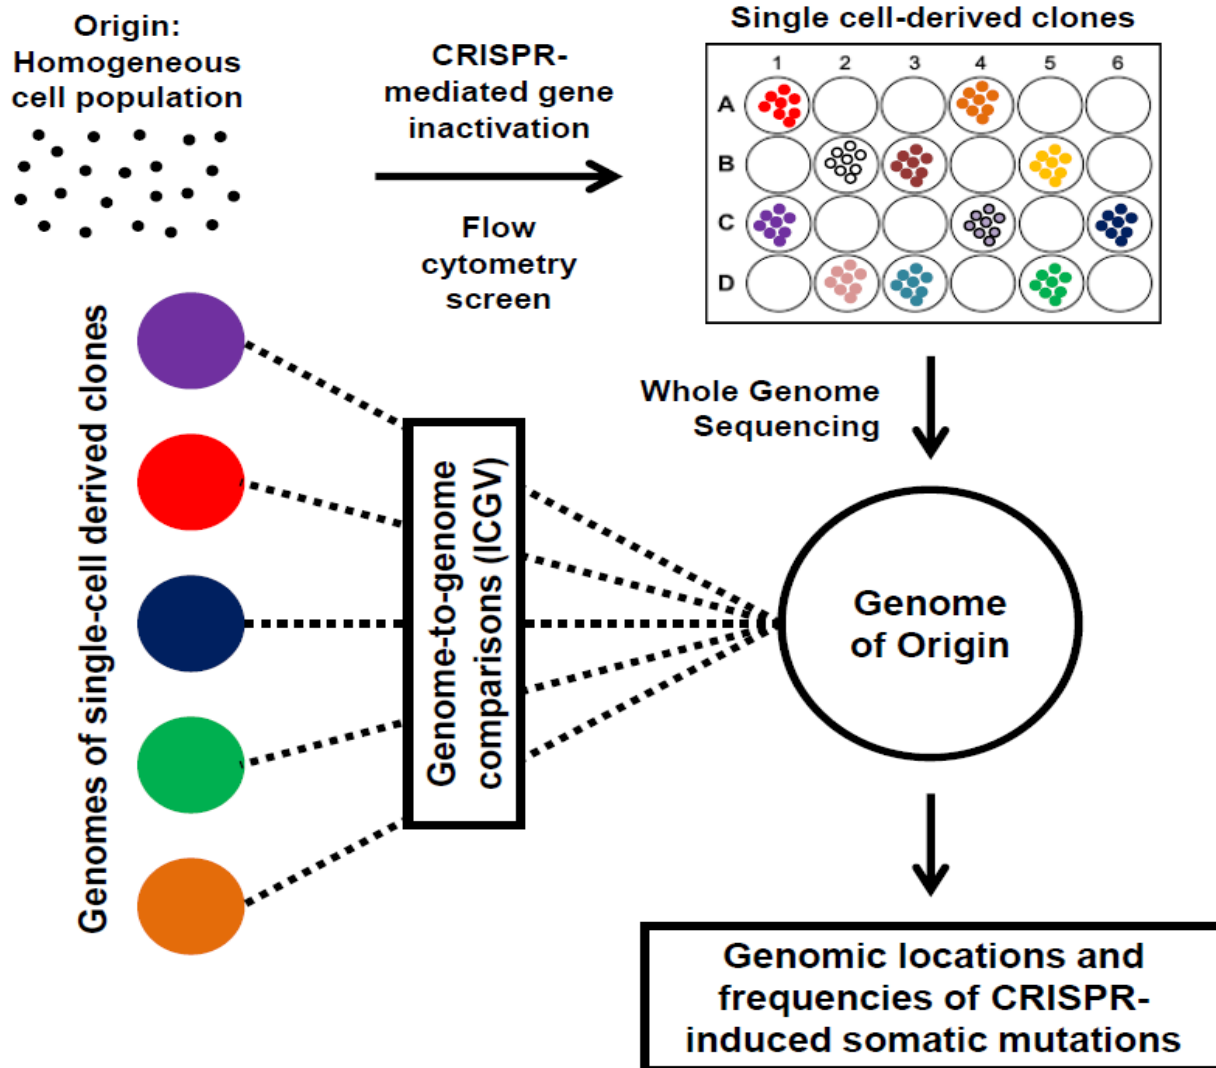 Origin:
Homogeneous
cell population
CRISPR-
mediated gene
inactivation
Flow
cytometry
screen
Single cell-derived clones
1 2 3 4 5 6
A
B
C
D
Whole Genome
Sequencing
Genomes of single-cell derived clones
Genome-to-genome
comparisons (ICGV)
Genome
of Origin
Genomic locations and
frequencies of CRISPR-
induced somatic mutations